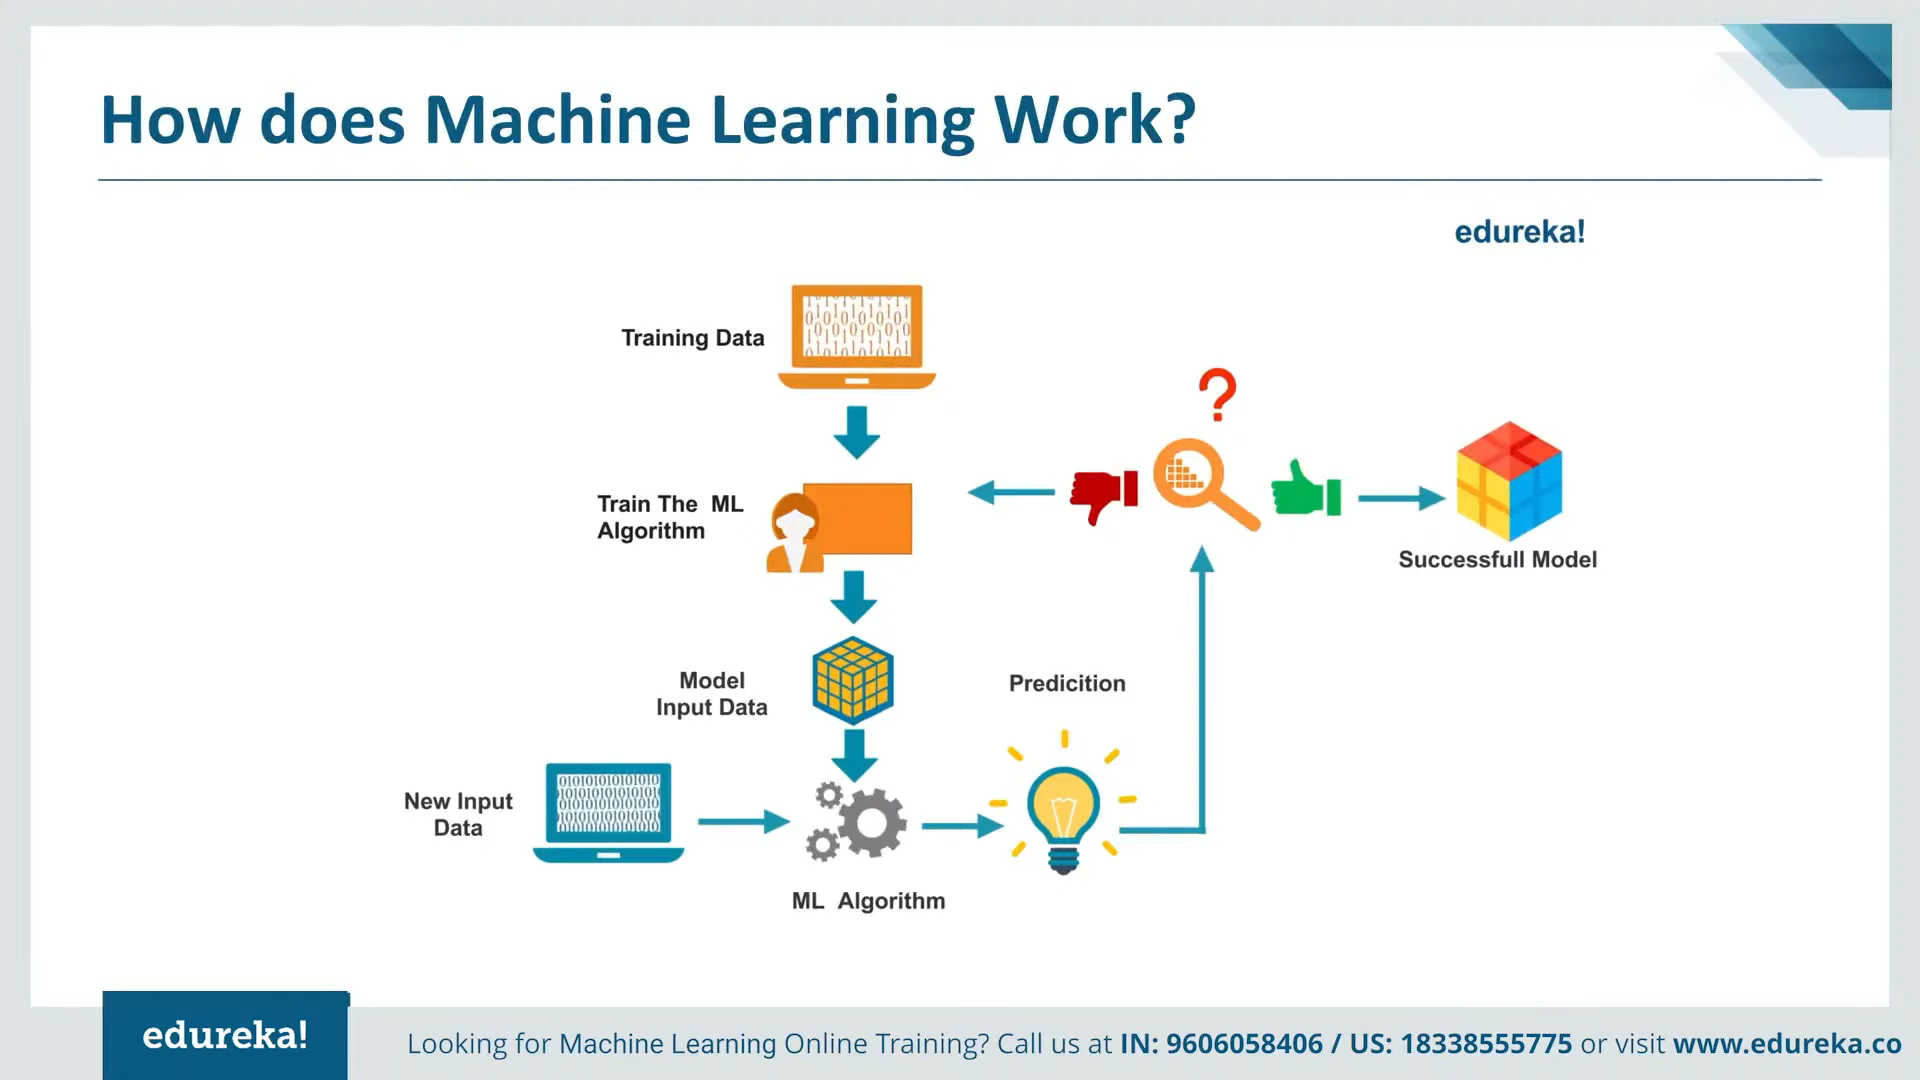 How does Machine Learning Work?
edureka!
Training Data
?
Train The ML
Algorithm
Successfull Model
Model
Input Data
Predicition
New Input
Data
ML Algorithm
edureka!
Looking for Machine Learning Online Training? Call us at IN: 9606058406 / US: 18338555775 or visit www.edureka.co